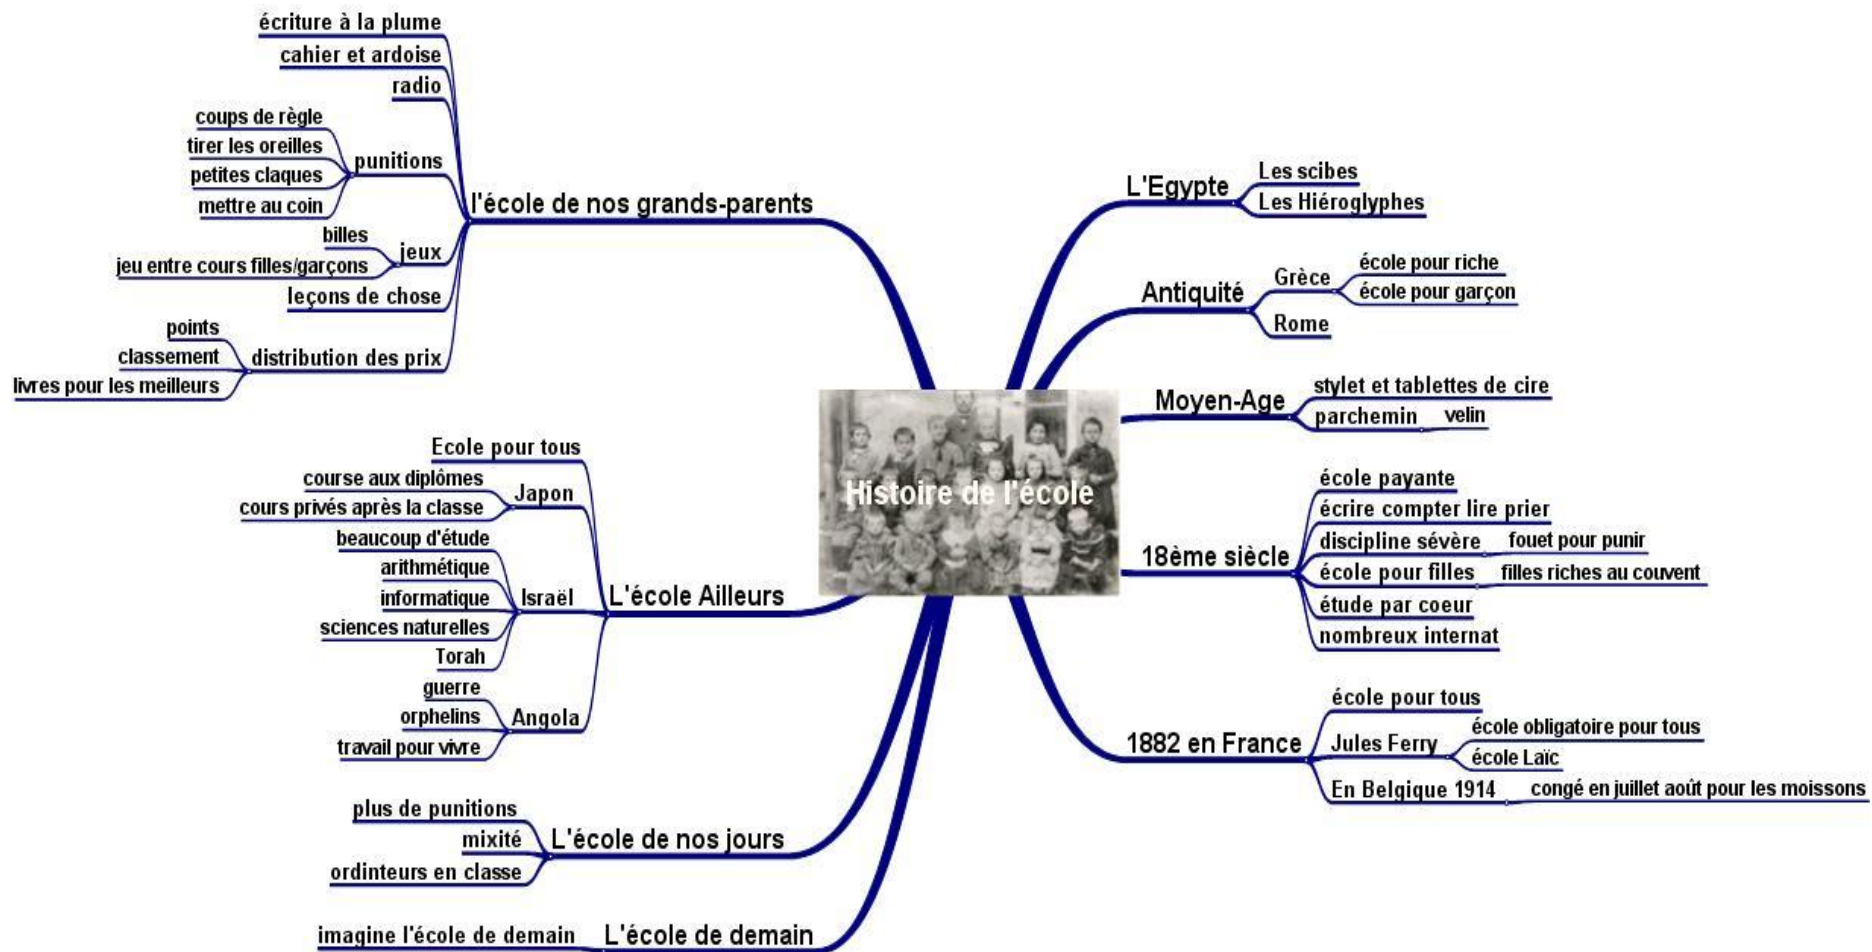 Histoire de l'école
L'Egypte
Les scibes
Les Hiéroglyphes
Antiquité
Grèce
école pour riche
école pour garçon
Rome
Moyen-Age
stylet et tablettes de cire
parchemin
velin
18ème siècle
école payante
écrire compter lire prier
discipline sévère
fouet pour punir
école pour filles
filles riches au couvent
étude par coeur
nombreux internat
1882 en France
école pour tous
Jules Ferry
école obligatoire pour tous
école Laïc
En Belgique 1914
congé en juillet août pour les moissons
l'école de nos grands-parents
écriture à la plume
cahier et ardoise
radio
punitions
coups de règle
tirer les oreilles
petites claques
mettre au coin
jeux
billes
jeu entre cours filles/garçons
leçons de chose
distribution des prix
points
classement
livres pour les meilleurs
L'école Ailleurs
Ecole pour tous
Japon
course aux diplômes
cours privés après la classe
Israël
beaucoup d'étude
arithmétique
informatique
sciences naturelles
Torah
Angola
guerre
orphelins
travail pour vivre
L'école de nos jours
plus de punitions
mixité
ordinteurs en classe
L'école de demain
imagine l'école de demain